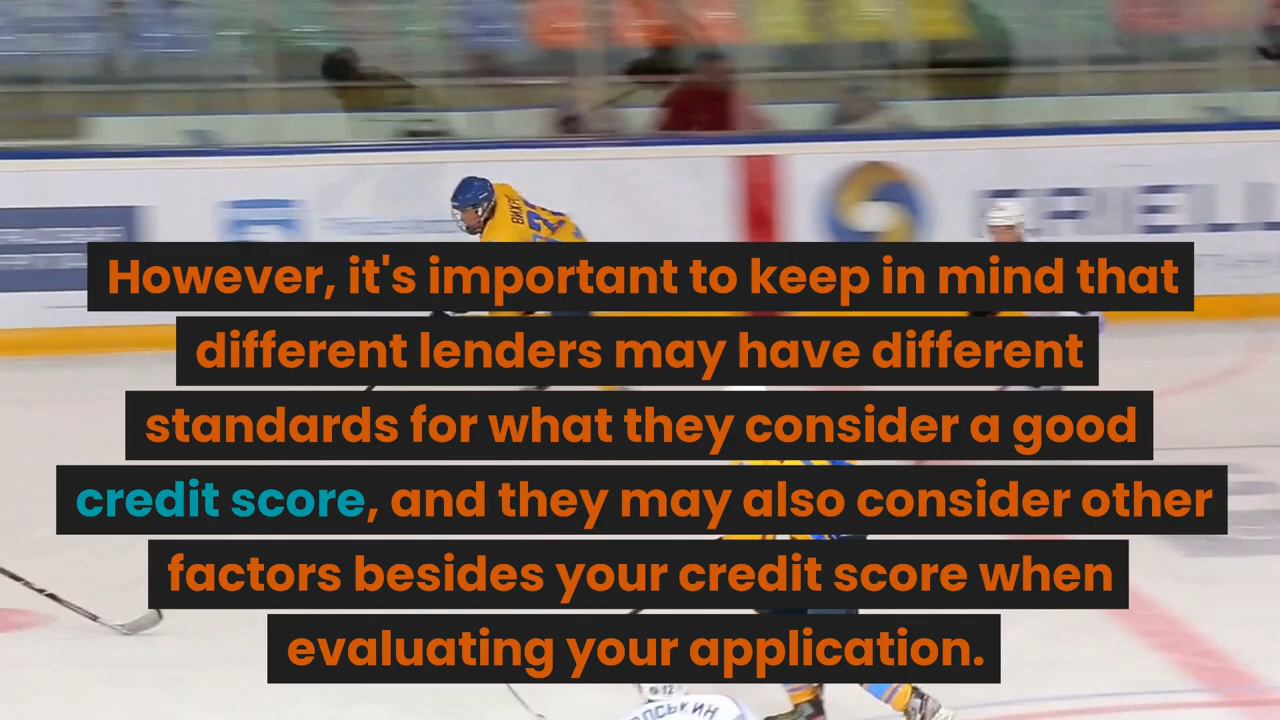 However, it's important to keep in mind that
different lenders may have different
standards for what they consider a good
credit score, and they may also consider other
factors besides your credit score when
evaluating your application.
12